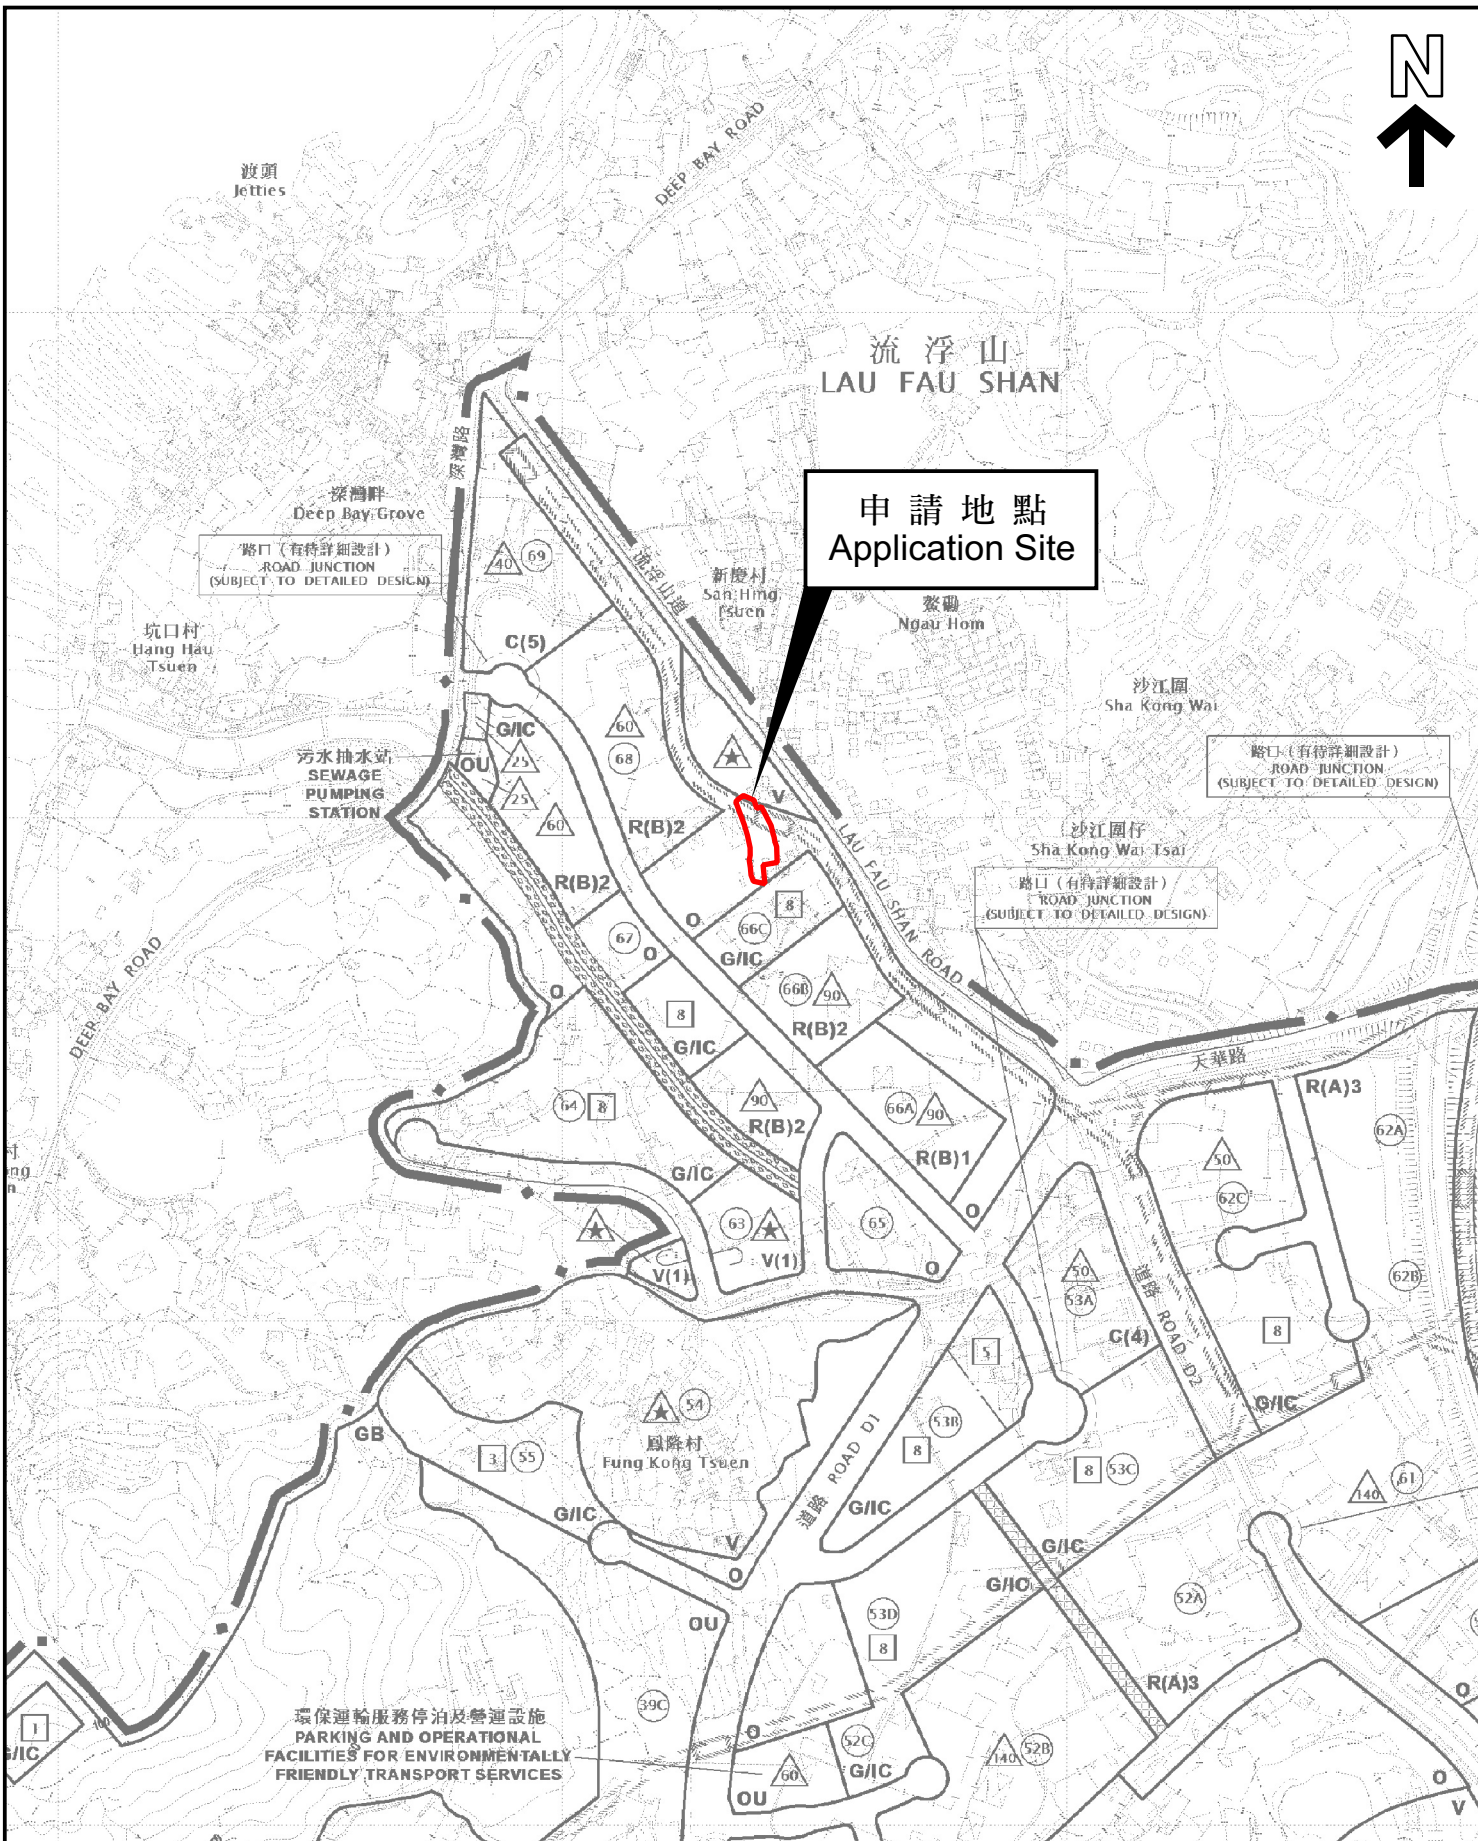 N
DEEP BAY ROAD
渡頭
Jetties
流浮山
LAU FAU SHAN
深灣路
深灣畔
Deep Bay Grove
申請地點
Application Site
路口（有待詳細設計）
ROAD JUNCTION
(SUBJECT TO DETAILED DESIGN)
40
69
流浮山道
新慶村
San Hing
Tsuen
鰲磡
Ngau Hom
坑口村
Hang Hau
Tsuen
C(5)
沙江圍
Sha Kong Wai
G/IC
60
68
路口（有待詳細設計）
ROAD JUNCTION
(SUBJECT TO DETAILED DESIGN)
污水抽水站
SEWAGE
PUMPING
STATION
OU
25
25
60
V
R(B)2
沙江圍仔
Sha Kong Wai Tsai
LAU FAU SHAN ROAD
路口（有待詳細設計）
ROAD JUNCTION
(SUBJECT TO DETAILED DESIGN)
R(B)2
8
66C
O
67
O
G/IC
DEEP BAY ROAD
O
66B
90
R(B)2
8
G/IC
天華路
R(A)3
64
8
90
R(B)2
66A
90
62A
R(B)1
50
62C
G/IC
O
63
65
V(1)
V(1)
O
50
53A
道路 ROAD D2
62B
C(4)
8
5
G/IC
54
鳳降村
Fung Kong Tsuen
GB
3
55
53B
8
8
53C
道路 ROAD D1
140
61
G/IC
G/IC
V
O
G/IC
G/IC
52A
OU
53D
8
R(A)3
39C
O
1
G/IC
環保運輸服務停泊及營運設施
PARKING AND OPERATIONAL
FACILITIES FOR ENVIRONMENTALLY
FRIENDLY TRANSPORT SERVICES
O
52C
G/IC
60
140
52B
OU
O
V